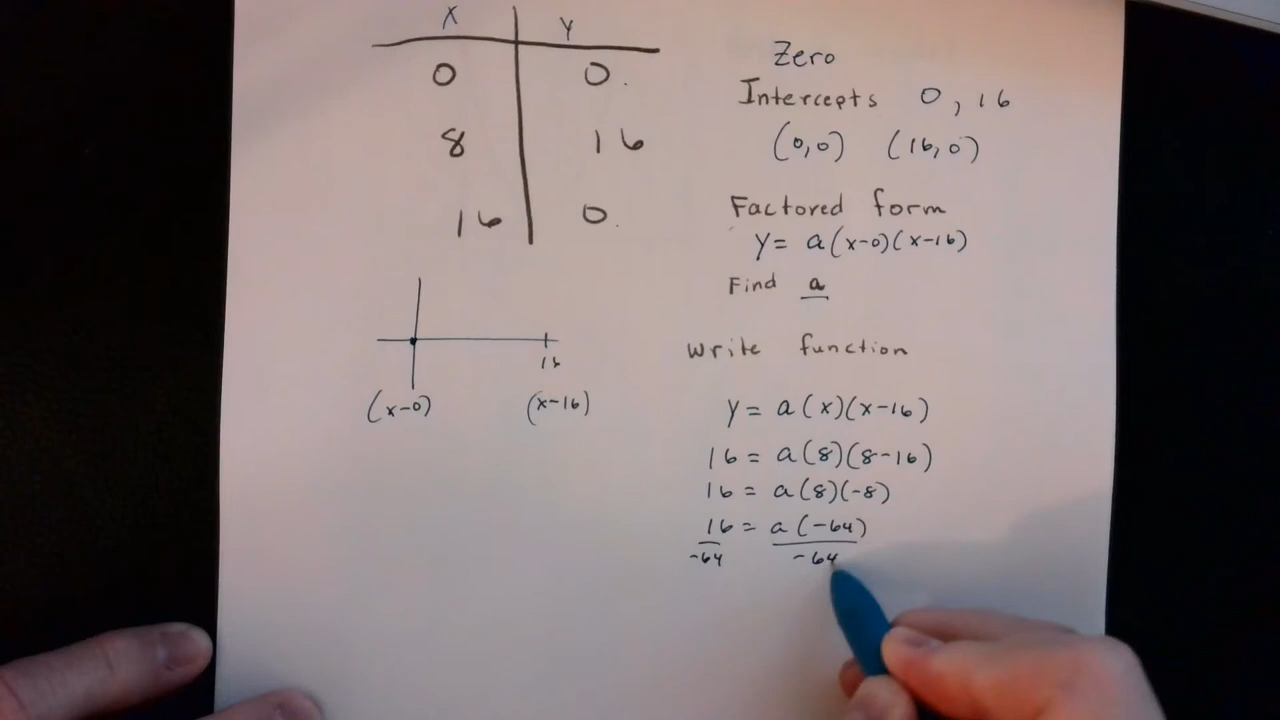 X Y
0 0.
8 16
16 0.
Zero
Intercepts 0, 16
(0,0) (16,0)
Factored form
y= a(x-0)(x-16)
Find a
Write function
y= a(x)(x-16)
16 = a(8)(8-16)
16 = a(8)(-8)
16 = a(-64)
-64 -64
(x-0) (x-16)